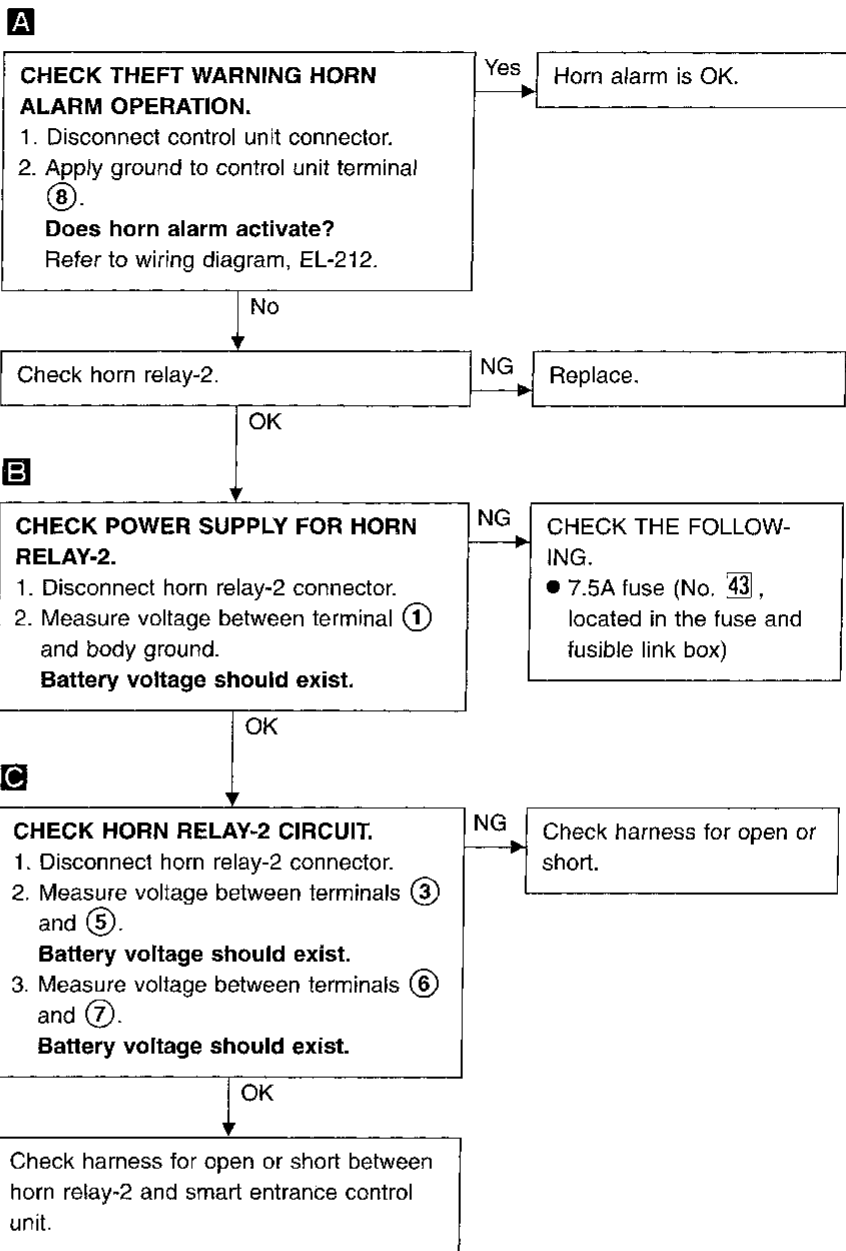 A
CHECK THEFT WARNING HORN
ALARM OPERATION.
1. Disconnect control unit connector.
2. Apply ground to control unit terminal
⑧.
Does horn alarm activate?
Refer to wiring diagram, EL-212.
Yes
Horn alarm is OK.
No
Check horn relay-2.
NG
Replace.
OK
B
CHECK POWER SUPPLY FOR HORN
RELAY-2.
1. Disconnect horn relay-2 connector.
2. Measure voltage between terminal ①
and body ground.
Battery voltage should exist.
NG
CHECK THE FOLLOW-
ING.
● 7.5A fuse (No. 43 ,
located in the fuse and
fusible link box)
OK
C
CHECK HORN RELAY-2 CIRCUIT.
1. Disconnect horn relay-2 connector.
2. Measure voltage between terminals ③
and ⑤.
Battery voltage should exist.
3. Measure voltage between terminals ⑥
and ⑦.
Battery voltage should exist.
NG
Check harness for open or
short.
OK
Check harness for open or short between
horn relay-2 and smart entrance control
unit.